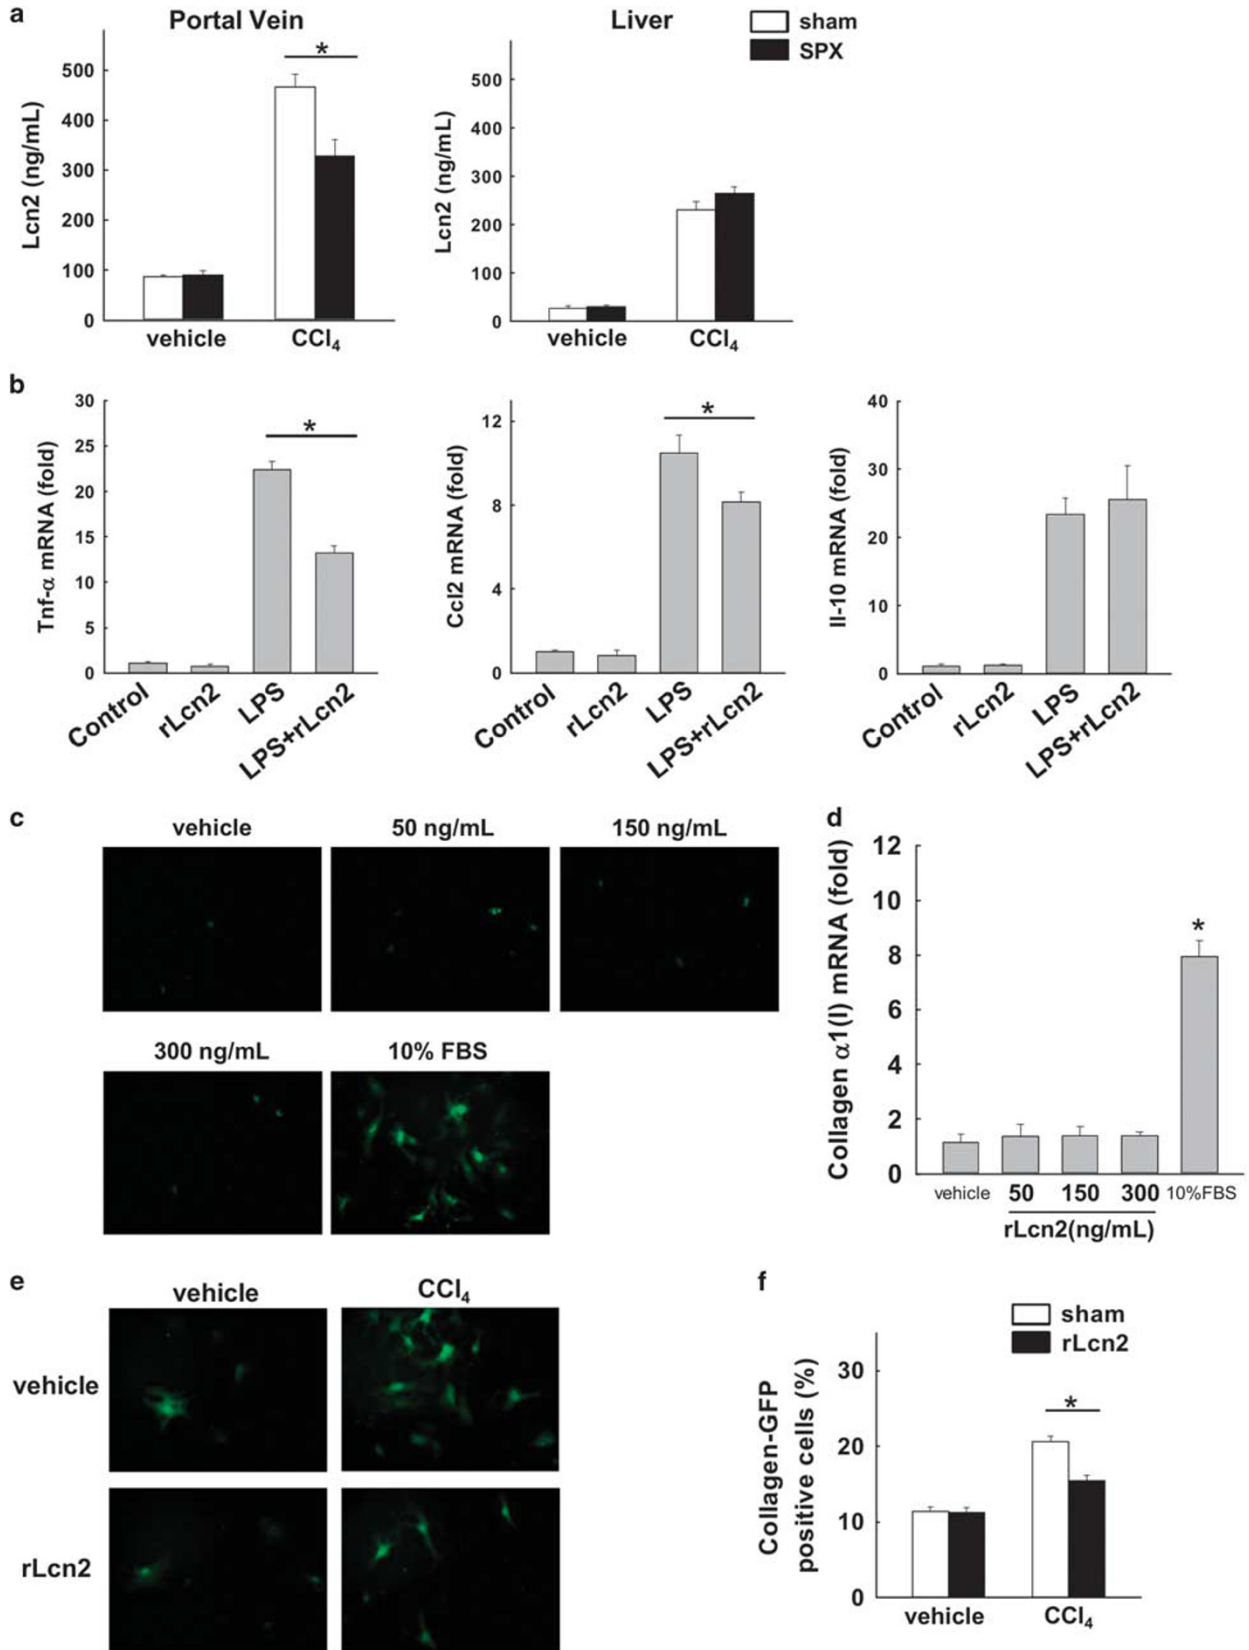 a
Portal Vein
Liver
sham
SPX
*
Lcn2 (ng/mL)
500
400
300
200
100
0
vehicle
CCl₄
Lcn2 (ng/mL)
500
400
300
200
100
0
vehicle
CCl₄
b
Tnf-α mRNA (fold)
30
25
20
15
10
5
0
*
Control
rLcn2
LPS
LPS+rLcn2
Ccl2 mRNA (fold)
12
8
4
0
*
Control
rLcn2
LPS
LPS+rLcn2
Il-10 mRNA (fold)
40
30
20
10
0
Control
rLcn2
LPS
LPS+rLcn2
c
vehicle
50 ng/mL
150 ng/mL
300 ng/mL
10% FBS
d
Collagen α1(I) mRNA (fold)
12
10
8
6
4
2
0
*
vehicle 50 150 300 10%FBS
rLcn2(ng/mL)
e
vehicle
CCl₄
vehicle
rLcn2
f
sham
rLcn2
Collagen-GFP
positive cells (%)
30
20
10
0
*
vehicle
CCl₄